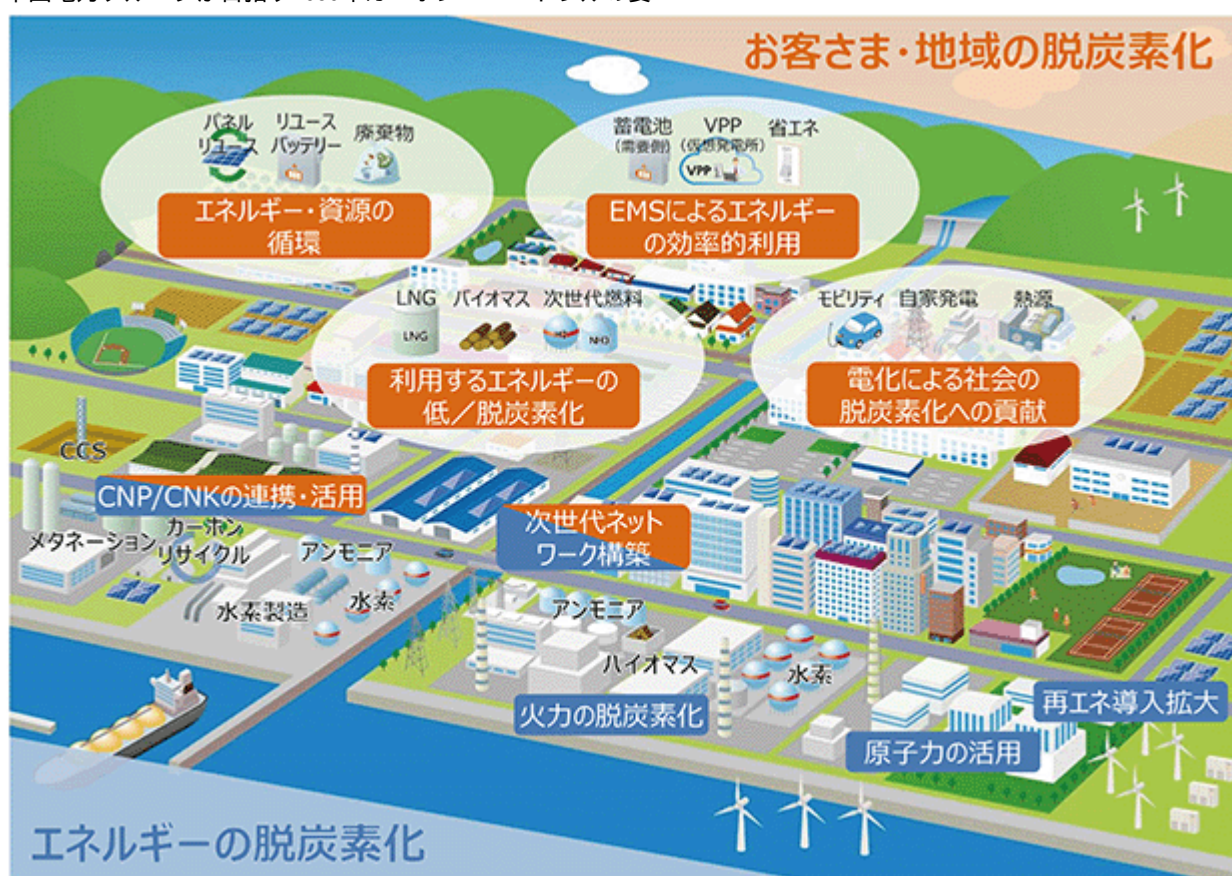 お客さま・地域の脱炭素化
パネル
リユース
リユース
バッテリー
廃棄物
エネルギー・資源の
循環
蓄電池
(需要側)
VPP
(仮想発電所)
VPP
省エネ
EMSによるエネルギー
の効率的利用
LNG
LNG
バイオマス
次世代燃料
H2
NH3
利用するエネルギーの
低／脱炭素化
モビリティ
自家発電
熱源
電化による社会の
脱炭素化への貢献
CCS
CNP/CNKの連携・活用
メタネーション
カーボン
リサイクル
アンモニア
水素製造
水素
次世代ネット
ワーク構築
アンモニア
バイオマス
水素
火力の脱炭素化
原子力の活用
再エネ導入拡大
エネルギーの脱炭素化